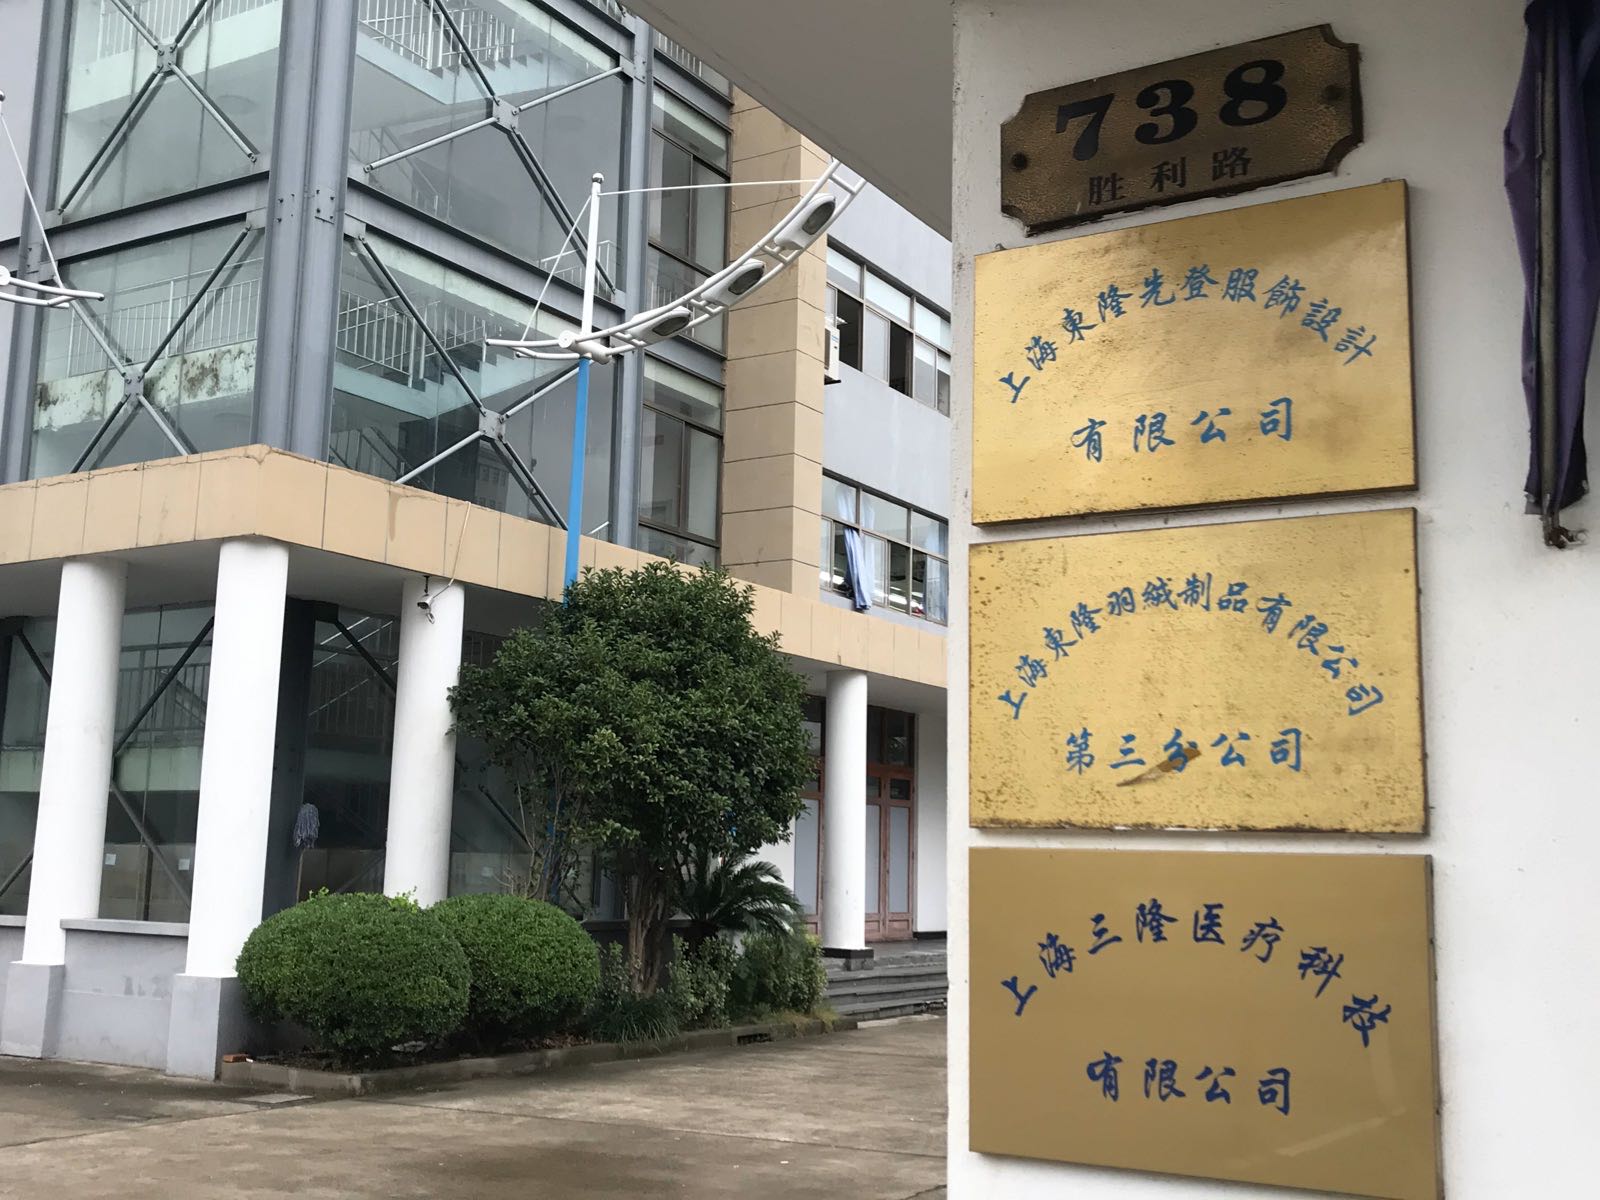 738
胜利路
上海東隆先登服飾設計
有限公司
上海東隆羽絨制品有限公司
第三分公司
上海三隆医疗科技
有限公司